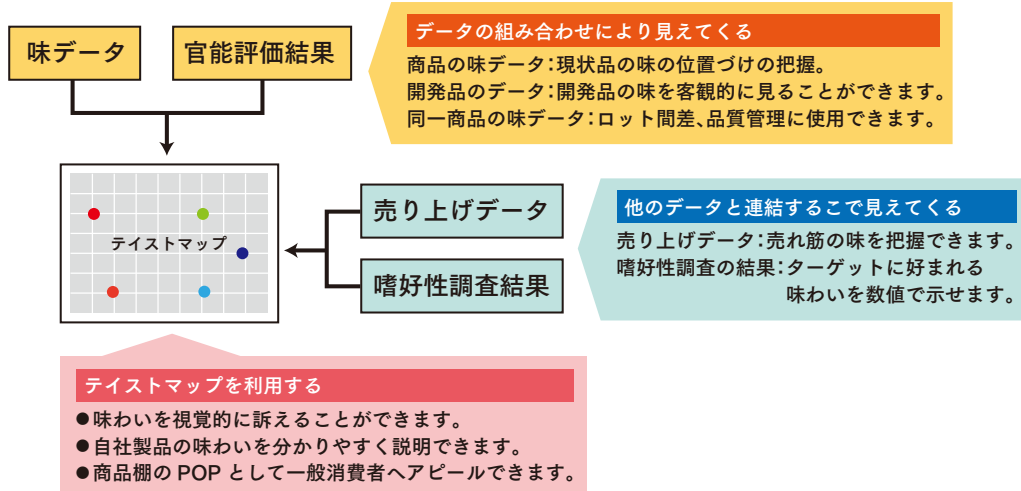 味データ
官能評価結果
データの組み合わせにより見えてくる
商品の味データ：現状品の味の位置づけの把握。
開発品のデータ：開発品の味を客観的に見ることができます。
同一商品の味データ：ロット間差、品質管理に使用できます。
テイストマップ
売り上げデータ
嗜好性調査結果
他のデータと連結するこで見えてくる
売り上げデータ：売れ筋の味を把握できます。
嗜好性調査の結果：ターゲットに好まれる
味わいを数値で示せます。
テイストマップを利用する
●味わいを視覚的に訴えることができます。
●自社製品の味わいを分かりやすく説明できます。
●商品棚の POP として一般消費者へアピールできます。